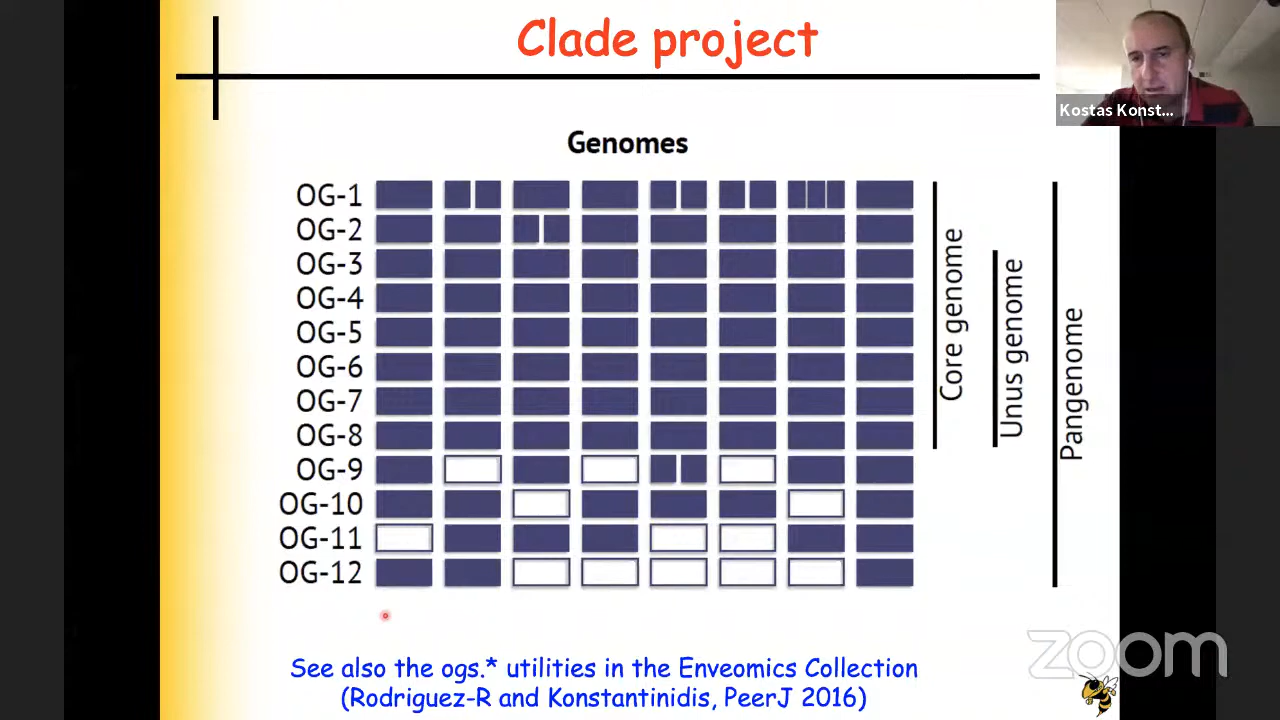 Clade project
Kostas Konst...
Genomes
OG-1
OG-2
OG-3
OG-4
OG-5
OG-6
OG-7
OG-8
OG-9
OG-10
OG-11
OG-12
Core genome
Unus genome
Pangenome
See also the ogs.* utilities in the Enveomics Collection
(Rodriguez-R and Konstantinidis, PeerJ 2016)
zoom